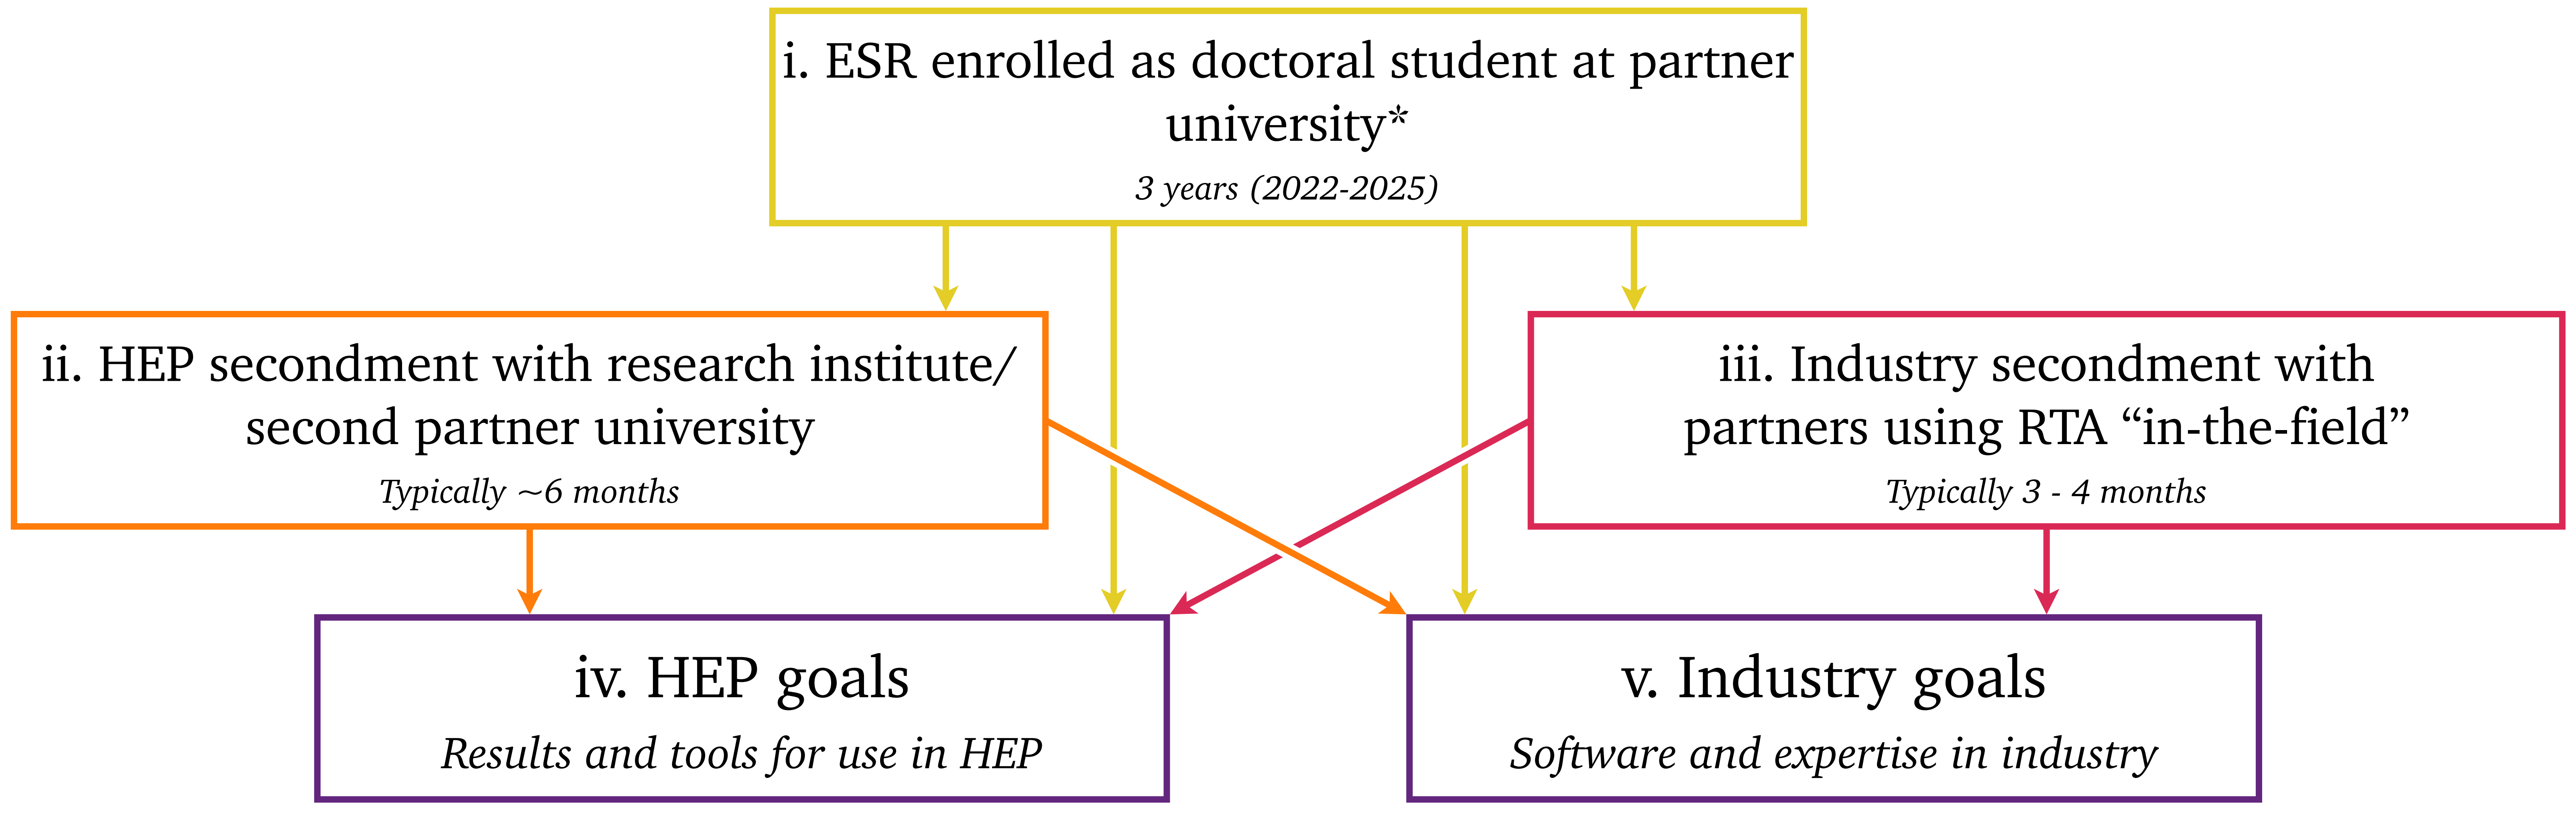 i. ESR enrolled as doctoral student at partner
university*
3 years (2022-2025)
ii. HEP secondment with research institute/
second partner university
Typically ~6 months
iii. Industry secondment with
partners using RTA “in-the-field”
Typically 3 - 4 months
iv. HEP goals
Results and tools for use in HEP
v. Industry goals
Software and expertise in industry